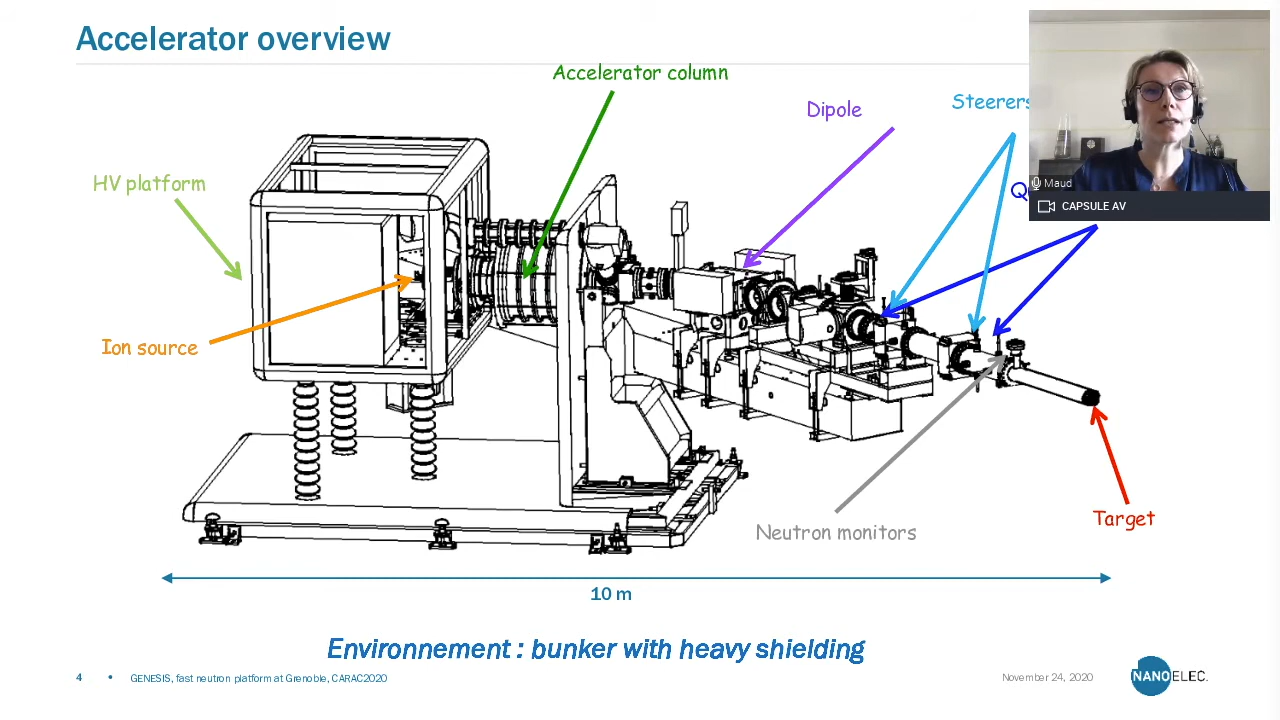 Accelerator overview
Accelerator column
Dipole
Steerers
HV platform
Maud
CAPSULE AV
Ion source
Target
Neutron monitors
10 m
Environnement : bunker with heavy shielding
4 • GENESIS, fast neutron platform at Grenoble, CARAC2020
November 24, 2020
NANOELEC.